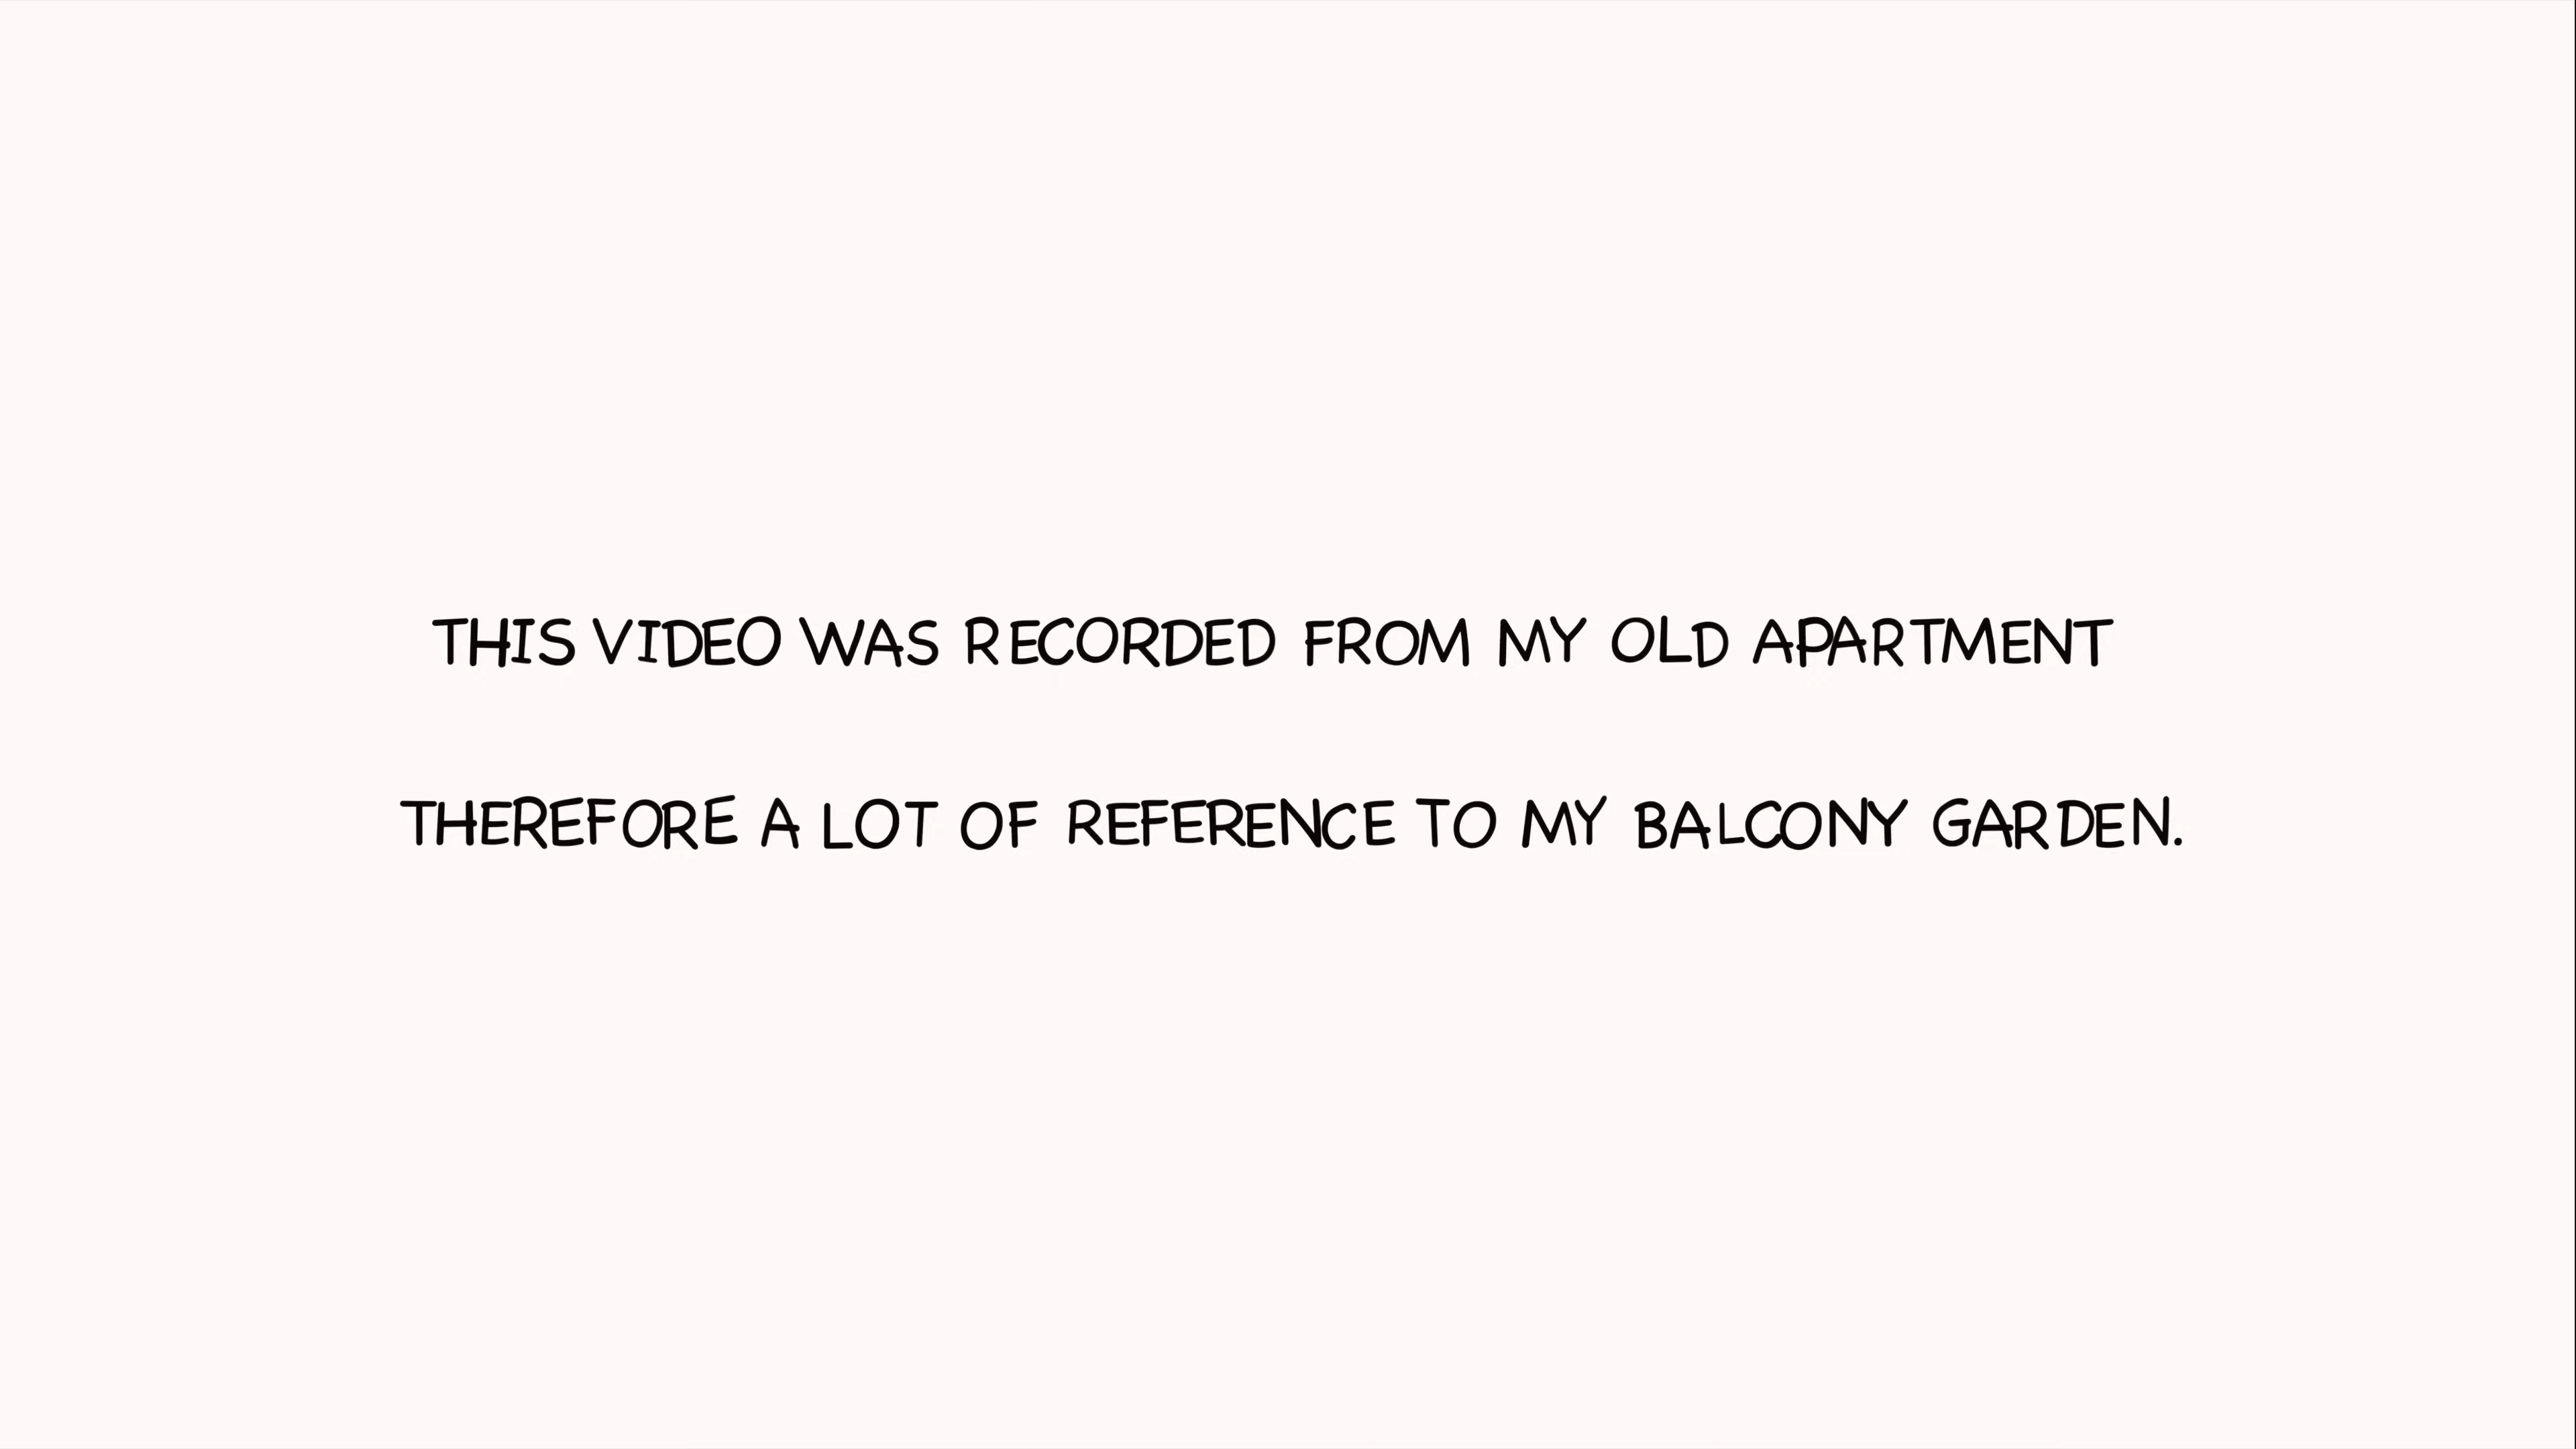 THIS VIDEO WAS RECORDED FROM MY OLD APARTMENT
THEREFORE A LOT OF REFERENCE TO MY BALCONY GARDEN.